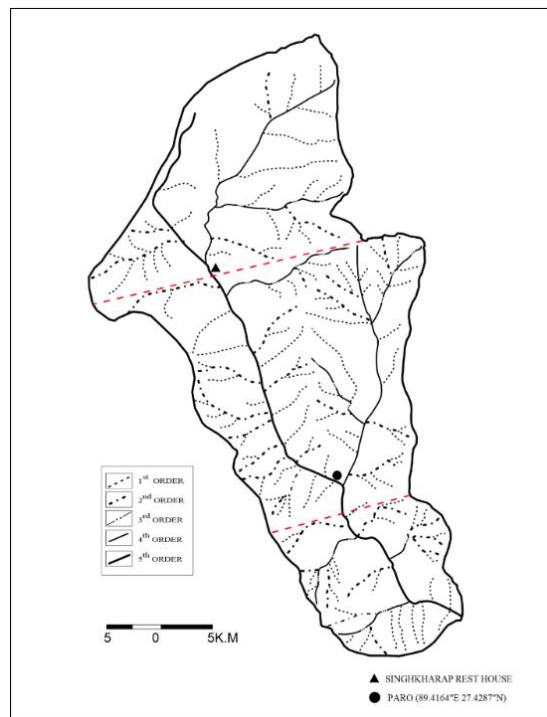 1st ORDER
2nd ORDER
3rd ORDER
4th ORDER
5th ORDER
5 0 5K.M
▲ SINGHKHARAP REST HOUSE
● PARO (89.4164"E 27.4287"N)